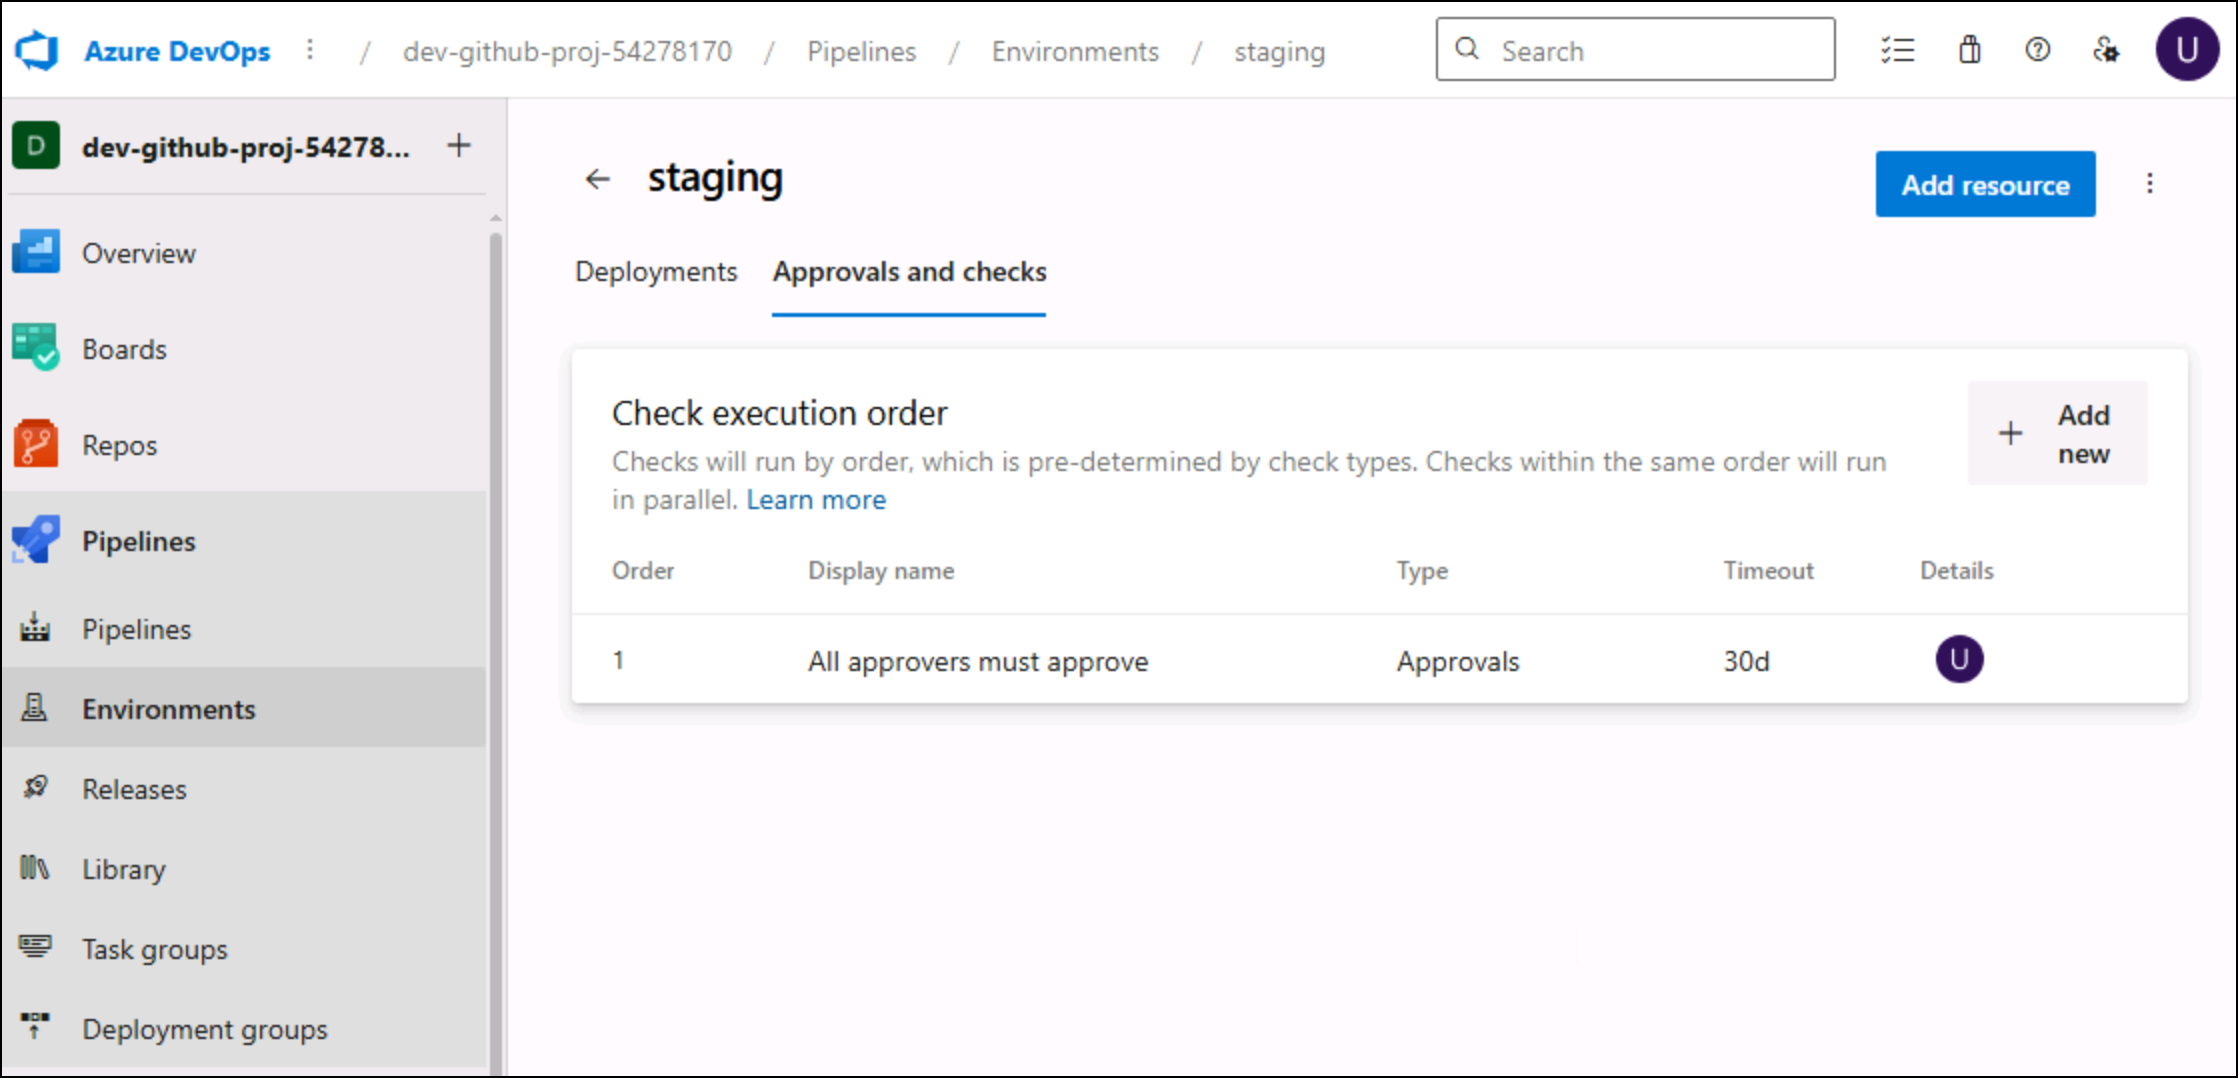 Azure DevOps / dev-github-proj-54278170 / Pipelines / Environments / staging
Search
U
D
dev-github-proj-54278...
Overview
Boards
Repos
Pipelines
Pipelines
Environments
Releases
Library
Task groups
Deployment groups
staging
Add resource
Deployments
Approvals and checks
Check execution order
Checks will run by order, which is pre-determined by check types. Checks within the same order will run
in parallel. Learn more
Add
new
Order Display name Type Timeout Details
1 All approvers must approve Approvals 30d U